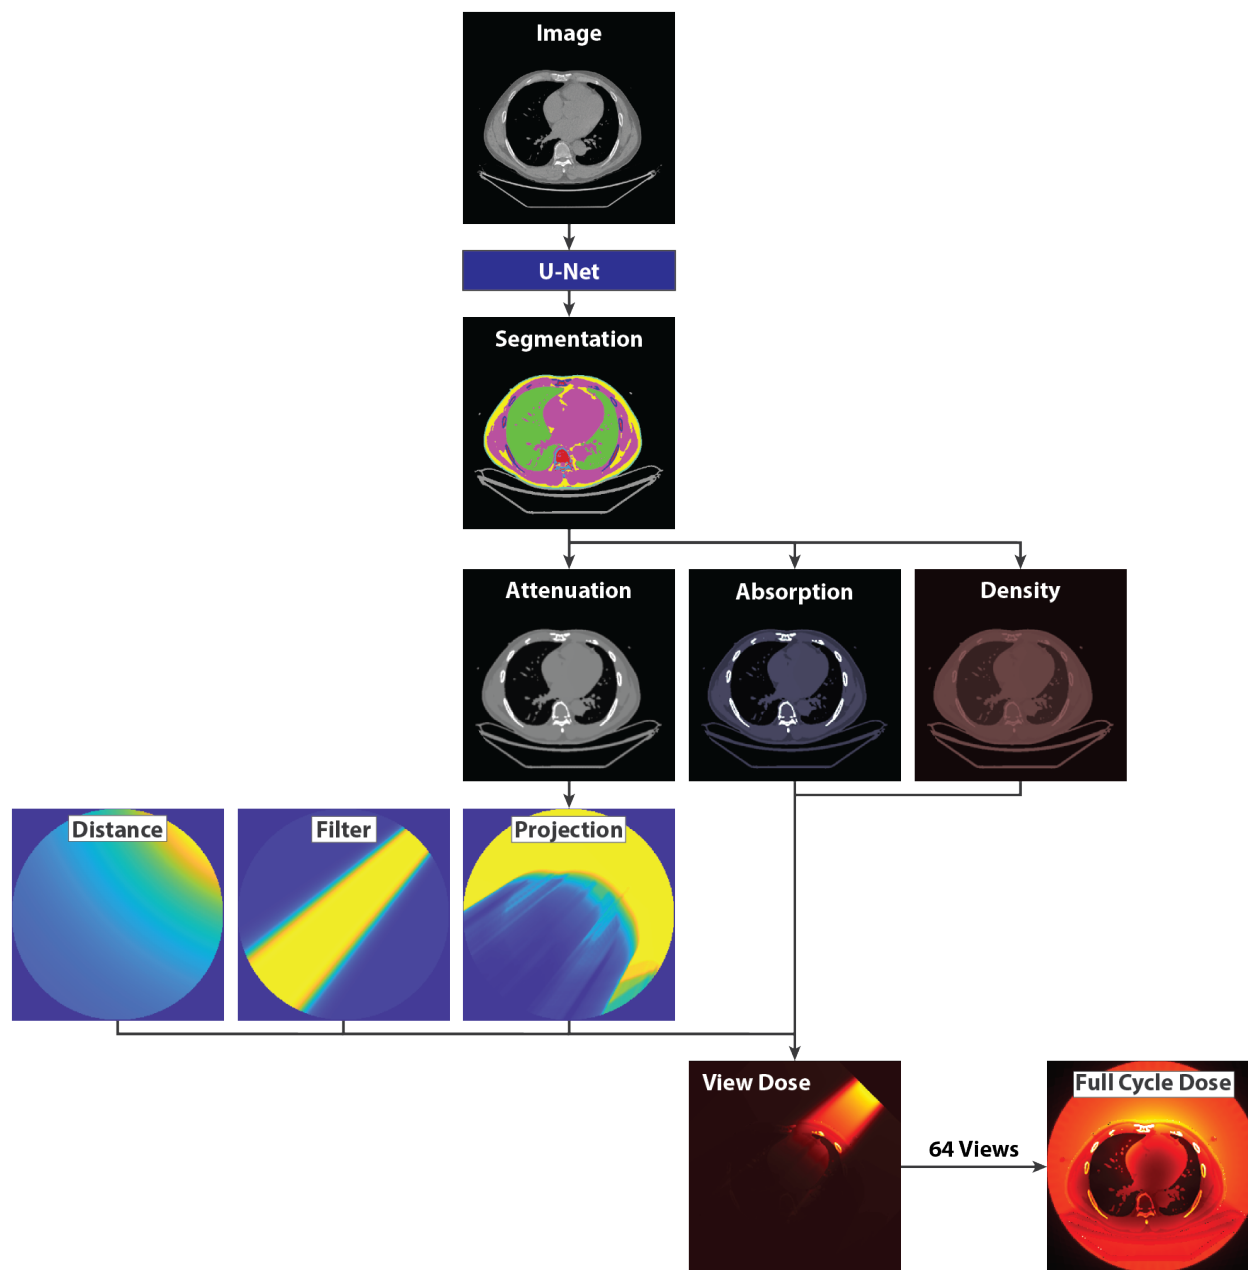 Image
U-Net
Segmentation
Attenuation
Absorption
Density
Distance
Filter
Projection
View Dose
64 Views
Full Cycle Dose